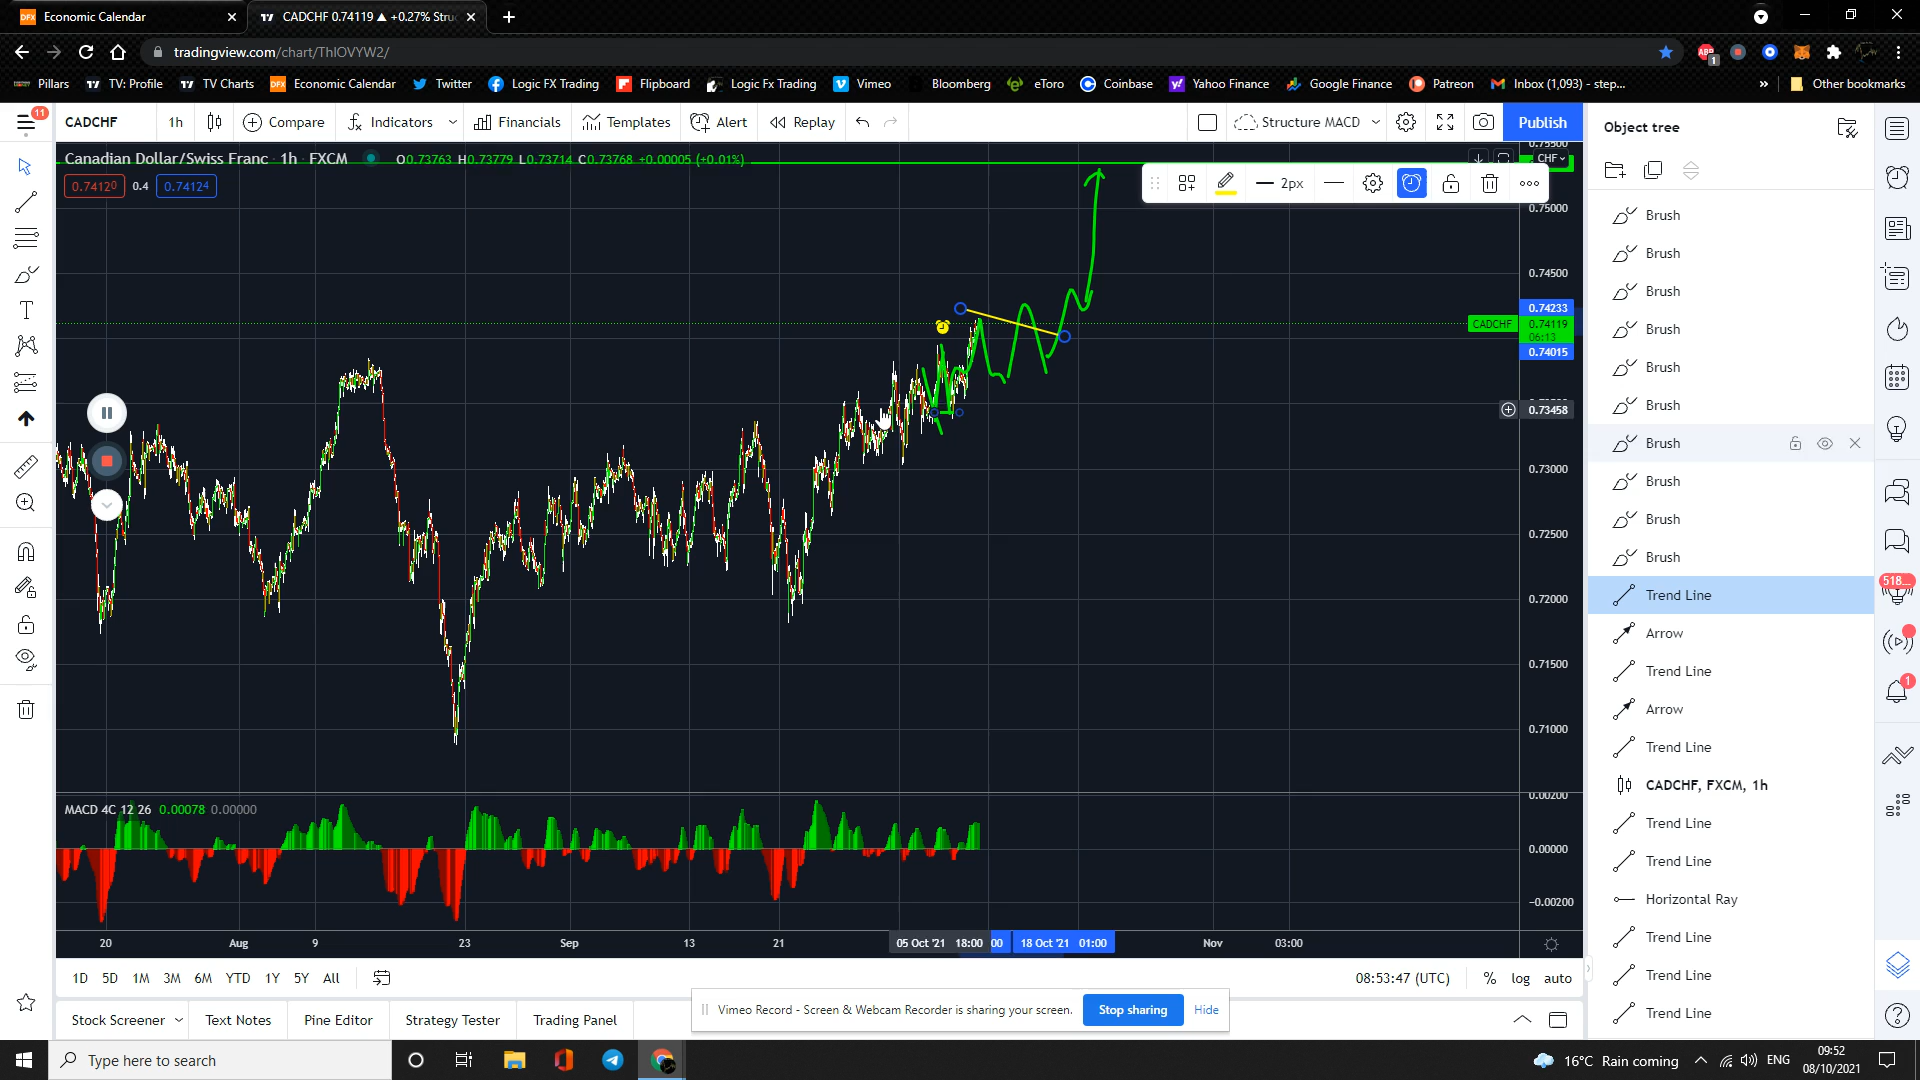 Economic Calendar
CADCHF 0.74119 ▲ +0.27% Stru
tradingview.com/chart/ThIOVYW2/
Pillars TV: Profile TV Charts Economic Calendar Twitter Logic FX Trading Flipboard Logic Fx Trading Vimeo Bloomberg eToro Coinbase Yahoo Finance Google Finance Patreon Inbox (1,093) - step... » Other bookmarks
11
CADCHF 1h Compare Indicators Financials Templates Alert Replay Structure MACD Publish
Object tree
Canadian Dollar/Swiss Franc · 1h · FXCM O0.73763 H0.73779 L0.73714 C0.73768 +0.00005 (+0.01%)
0.74120 0.4 0.74124
2px
0.75500
CHF
0.75000
0.74500
0.74233
CADCHF 0.74119
06:13
0.74015
0.73458
0.73000
0.72500
0.72000
0.71500
0.71000
MACD 4C 12 26 0.00078 0.00000
0.00200
0.00000
−0.00200
20 Aug 9 23 Sep 13 21 05 Oct '21 18:00 00 18 Oct '21 01:00 Nov 03:00
1D 5D 1M 3M 6M YTD 1Y 5Y All
08:53:47 (UTC) % log auto
Stock Screener Text Notes Pine Editor Strategy Tester Trading Panel
Vimeo Record - Screen & Webcam Recorder is sharing your screen. Stop sharing Hide
Brush
Brush
Brush
Brush
Brush
Brush
Brush
Brush
Brush
Brush
Trend Line
Arrow
Trend Line
Arrow
Trend Line
CADCHF, FXCM, 1h
Trend Line
Trend Line
Horizontal Ray
Trend Line
Trend Line
Trend Line
518...
1
Type here to search
16°C Rain coming ENG
09:52
08/10/2021